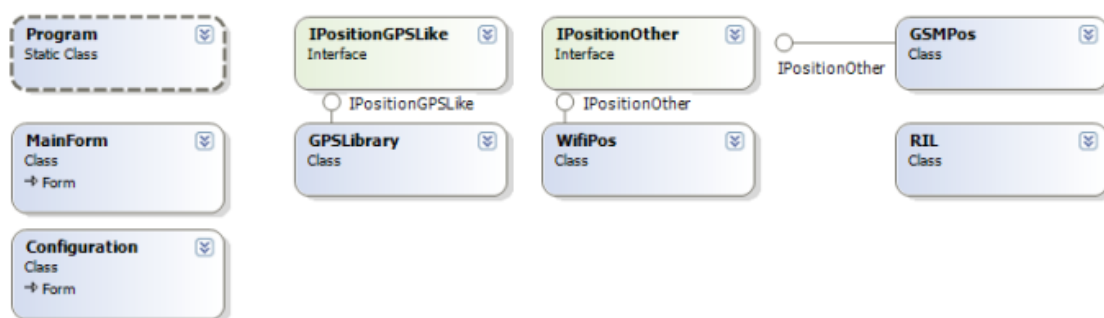 Program
Static Class
IPositionGPSLike
Interface
IPositionOther
Interface
GSMPos
Class
IPositionOther
IPositionGPSLike
IPositionOther
MainForm
Class
Form
GPSLibrary
Class
WifiPos
Class
RIL
Class
Configuration
Class
Form